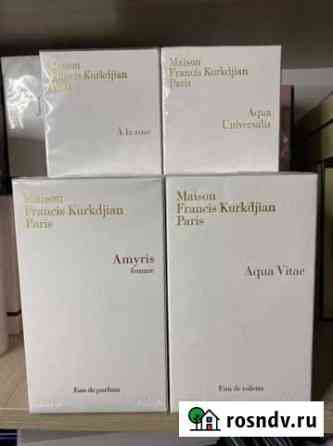 Maison
Francis Kurkdjian
Paris
À la rose
Maison
Francis Kurkdjian
Paris
Aqua
Universalis
Maison
Francis Kurkdjian
Paris
Amyris
femme
Eau de parfum
Maison
Francis Kurkdjian
Paris
Aqua Vitae
Eau de toilette
rosndv.ru